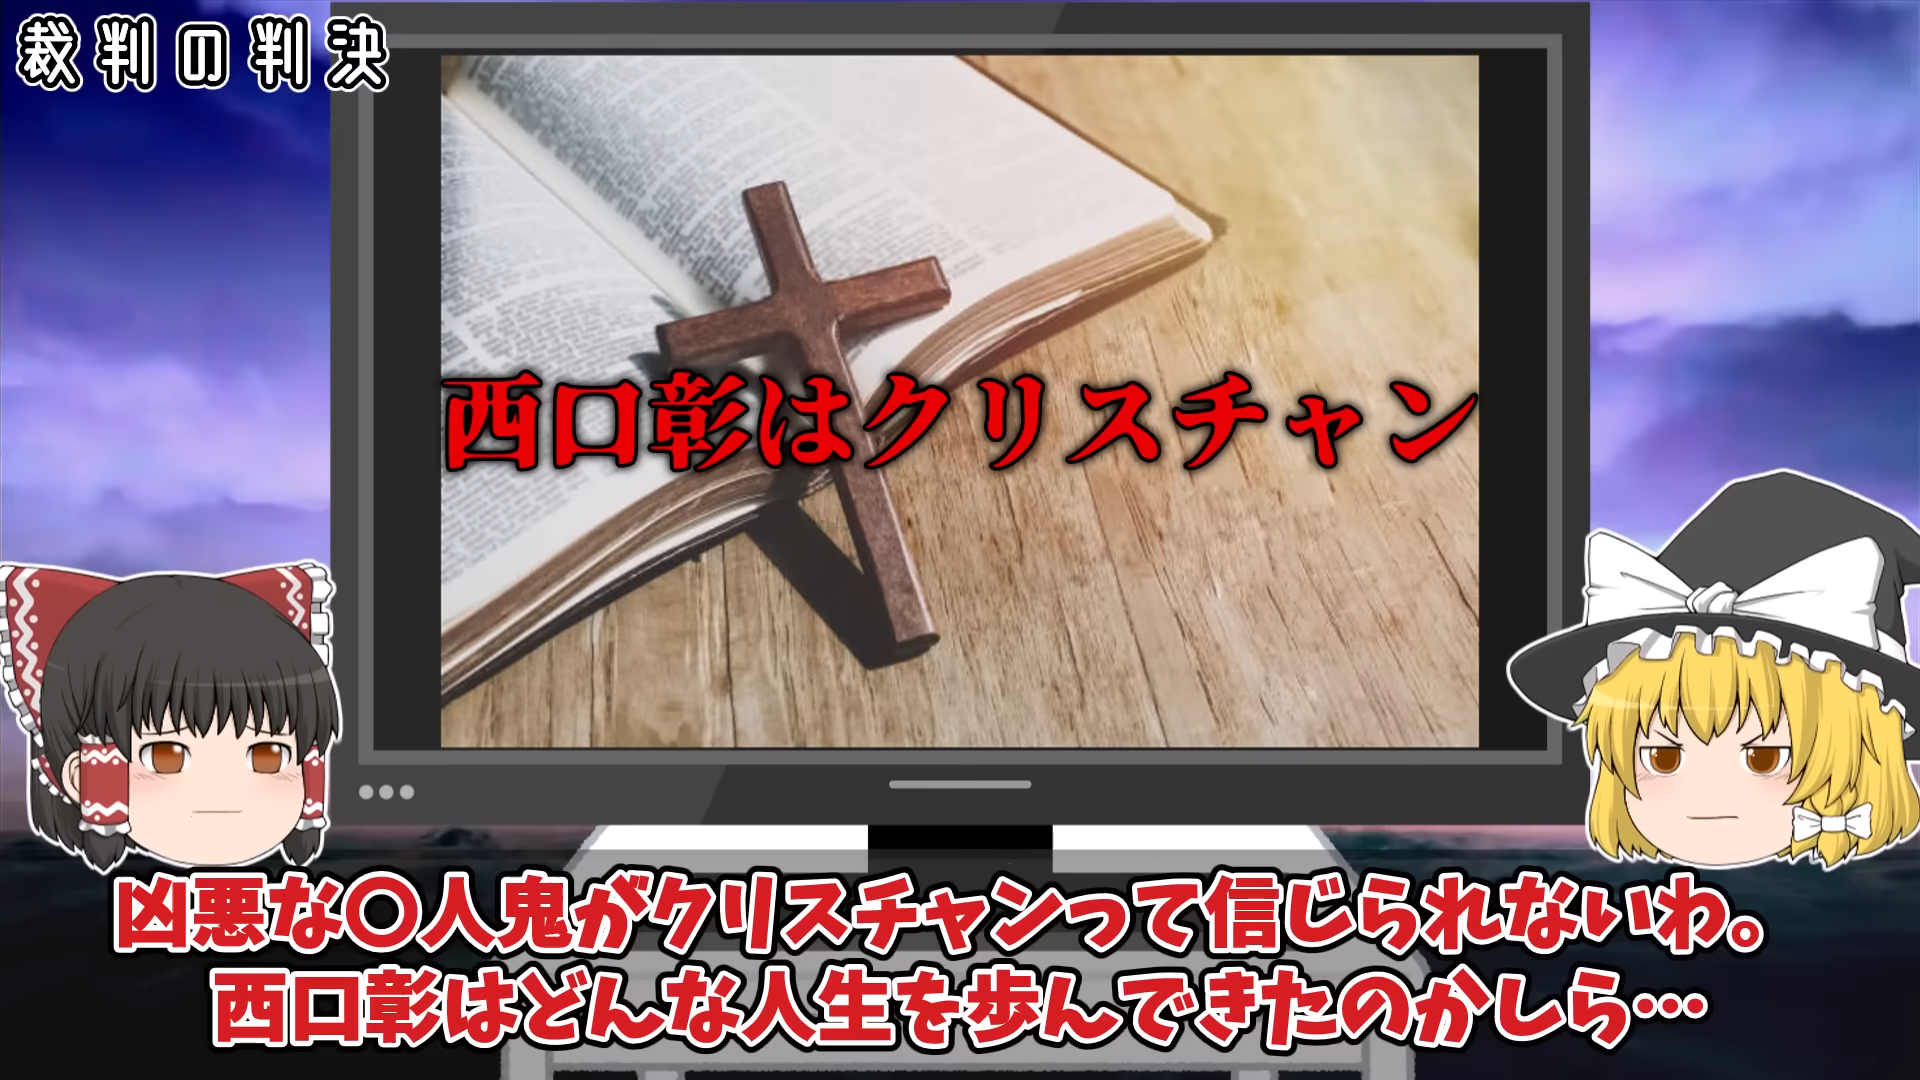 裁判の判決
西口彰はクリスチャン
凶悪な〇人鬼がクリスチャンって信じられないわ。
西口彰はどんな人生を歩んできたのかしら…